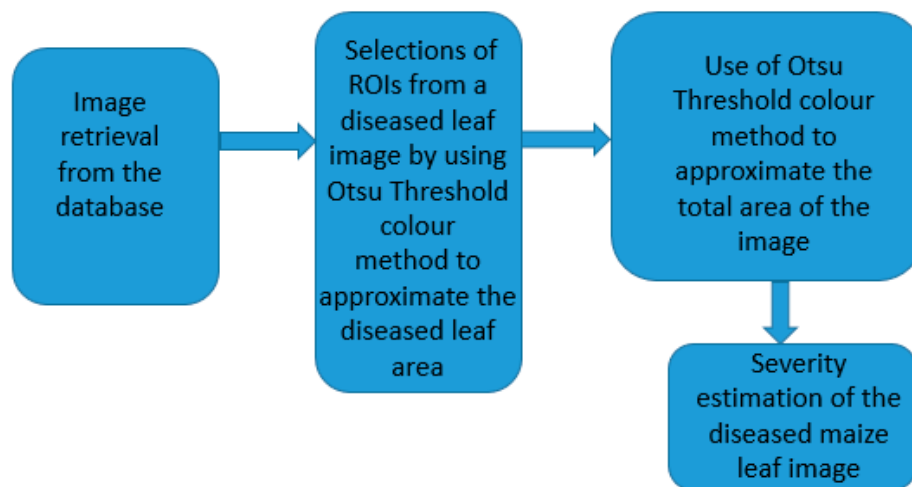 Image
retrieval
from the
database
Selections of
ROIs from a
diseased leaf
image by using
Otsu Threshold
colour
method to
approximate the
diseased leaf
area
Use of Otsu
Threshold colour
method to
approximate the
total area of the
image
Severity
estimation of the
diseased maize
leaf image